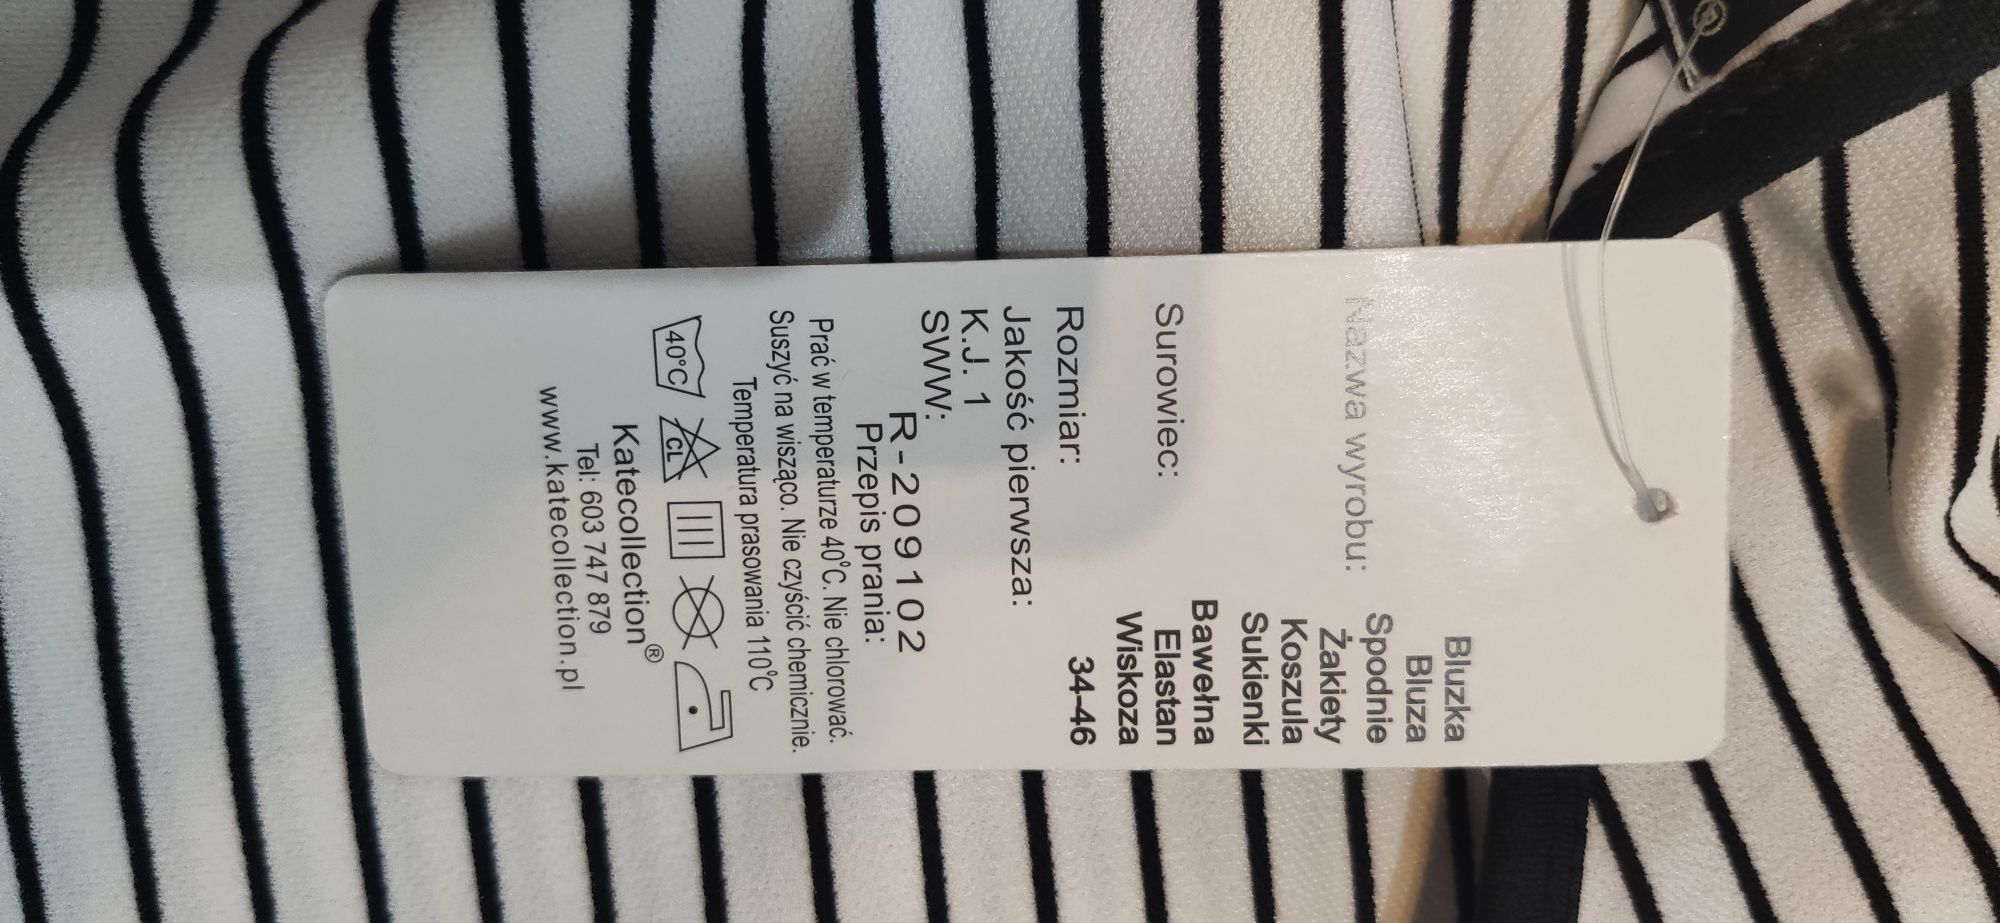 Nazwa wyrobu:
Bluzka
Bluza
Spodnie
Żakiety
Koszula
Sukienki
Surowiec:
Bawełna
Elastan
Wiskoza
Rozmiar: 34-46
Jakość pierwsza:
K.J. 1
SWW:
R-209102
Przepis prania:
Prać w temperaturze 40°C. Nie chlorować.
Suszyć na wisząco. Nie czyścić chemicznie.
Temperatura prasowania 110°C
40°C CL
Katecollection®
Tel: 603 747 879
www.katecollection.pl